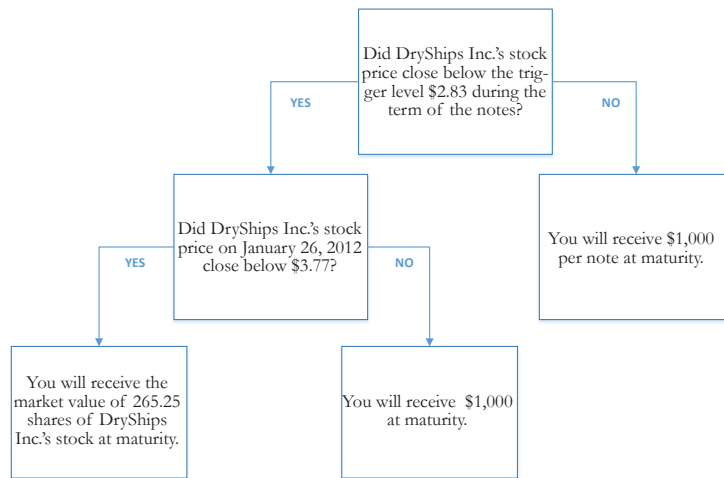 Did DryShips Inc.'s stock
price close below the trig-
ger level $2.83 during the
term of the notes?
YES
NO
Did DryShips Inc.'s stock
price on January 26, 2012
close below $3.77?
You will receive $1,000
per note at maturity.
YES
NO
You will receive the
market value of 265.25
shares of DryShips
Inc.'s stock at maturity.
You will receive $1,000
at maturity.